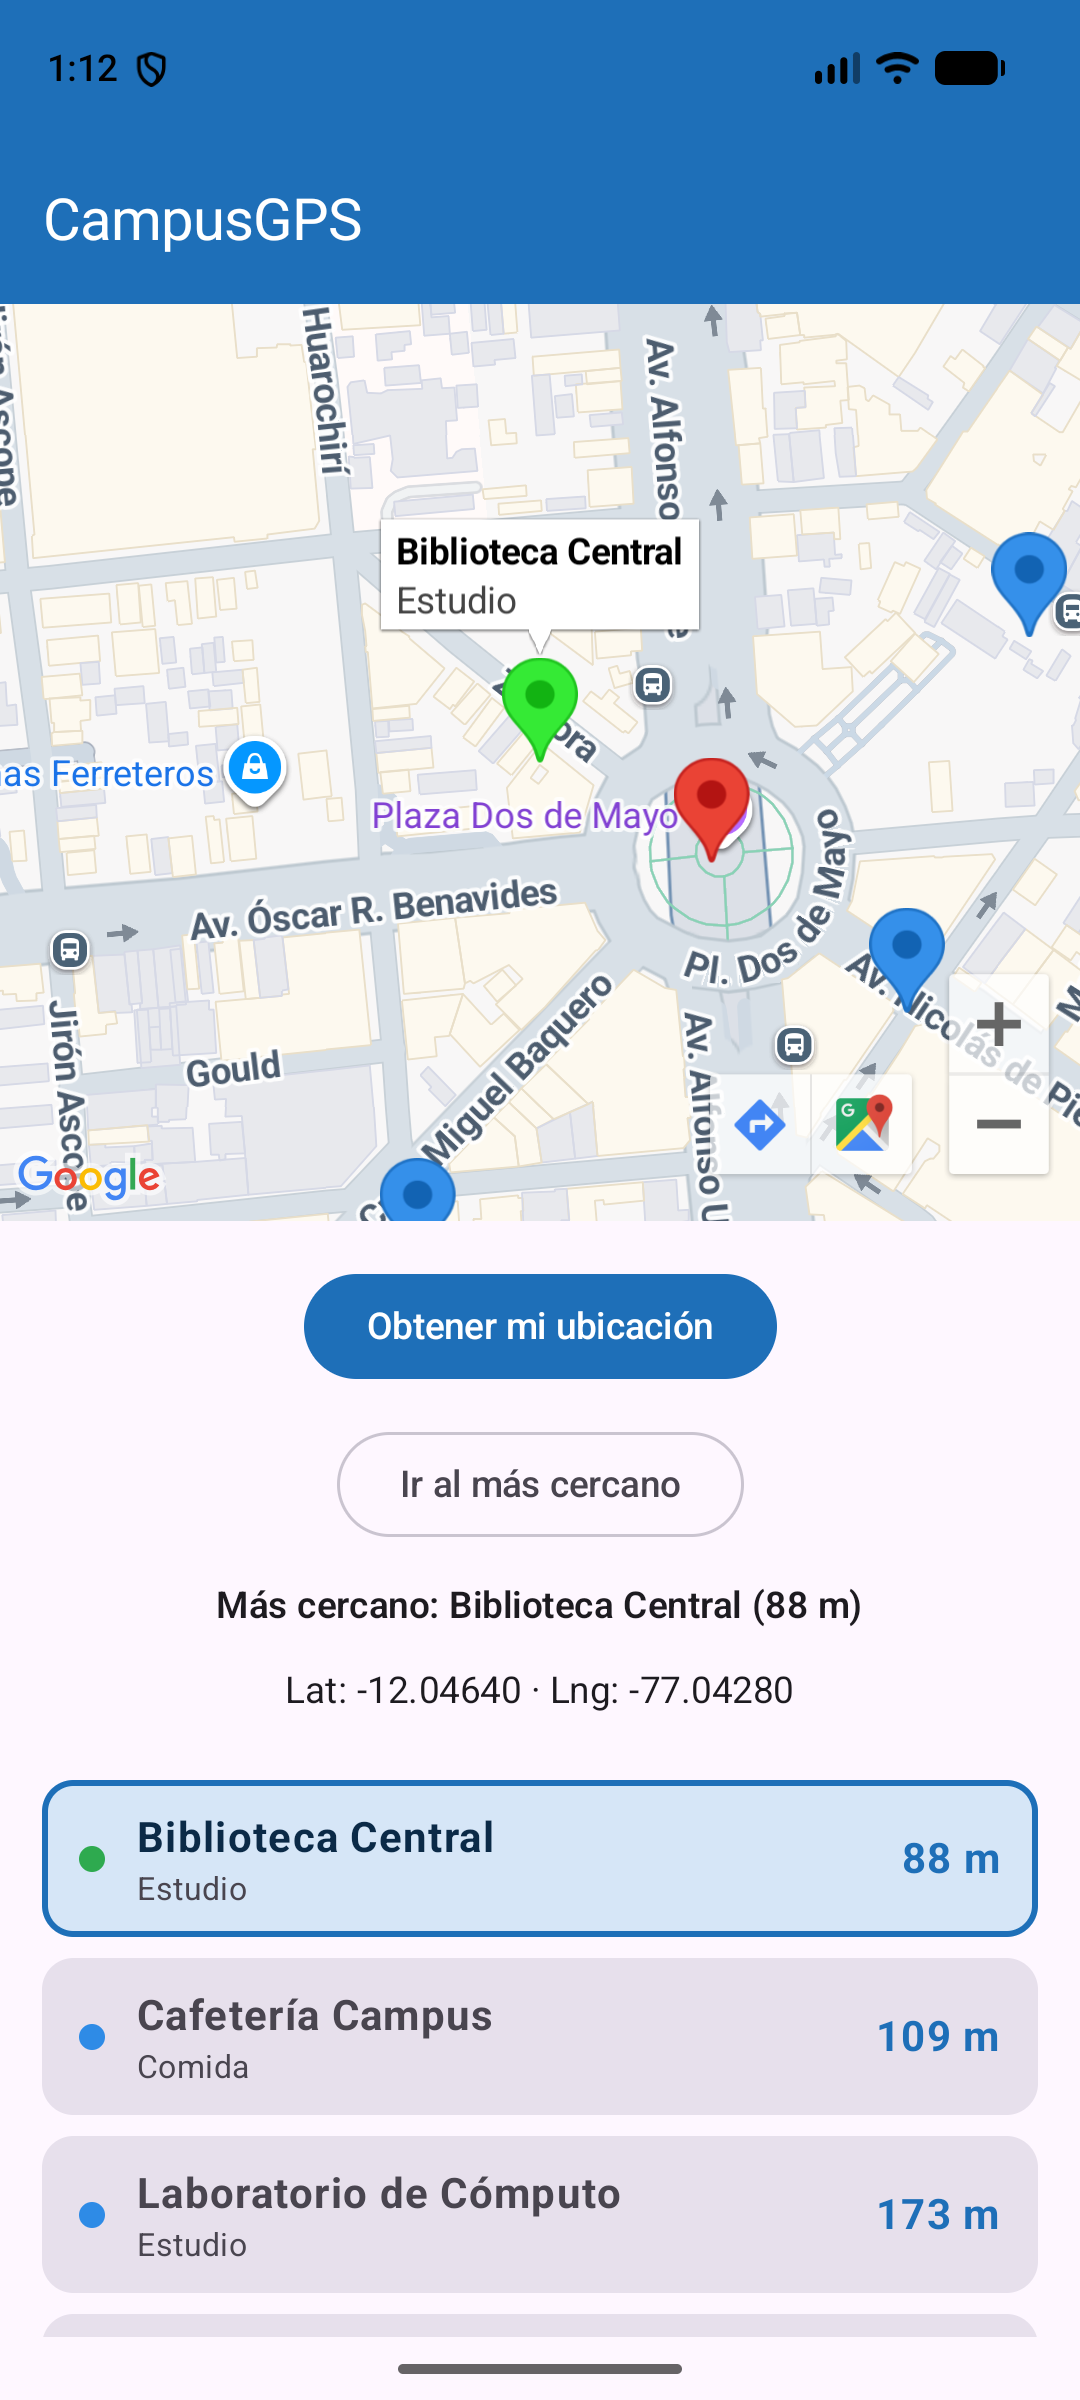 1:12
CampusGPS
Huarochirí
Av. Alfonso
Biblioteca Central
Estudio
Plaza Dos de Mayo
Av. Óscar R. Benavides
Pl. Dos de Mayo
Av. Nicolás de
Jirón
Gould
Miguel Baquero
Av. Alfonso U
Google
Obtener mi ubicación
Ir al más cercano
Más cercano: Biblioteca Central (88 m)
Lat: -12.04640 · Lng: -77.04280
Biblioteca Central
88 m
Estudio
Cafetería Campus
109 m
Comida
Laboratorio de Cómputo
173 m
Estudio